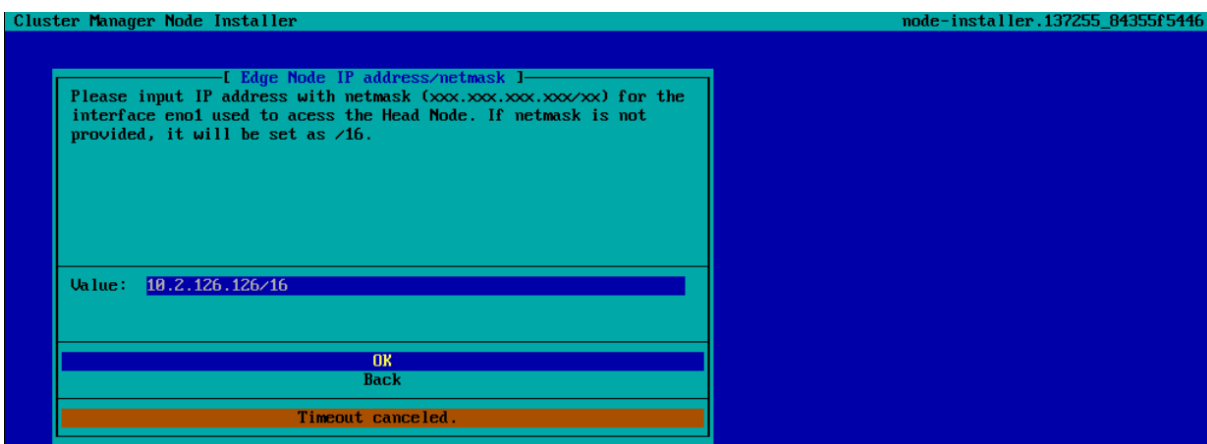 Cluster Manager Node Installer node-installer.137255_84355f5446
[ Edge Node IP address/netmask ]
Please input IP address with netmask (xxx.xxx.xxx.xxx/xx) for the
interface eno1 used to acess the Head Node. If netmask is not
provided, it will be set as /16.
Value: 10.2.126.126/16
OK
Back
Timeout canceled.